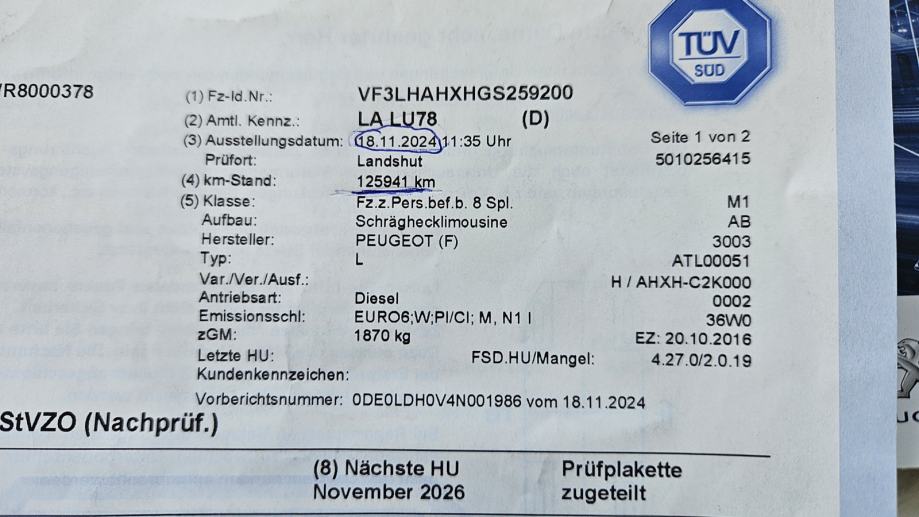 TÜV
SÜD
/R8000378
(1) Fz-Id.Nr.: VF3LHAHXHGS259200
(2) Amtl. Kennz.: LA LU78 (D)
(3) Ausstellungsdatum: 18.11.2024 11:35 Uhr Seite 1 von 2
Prüfort: Landshut 5010256415
(4) km-Stand: 125941 km
(5) Klasse: Fz.z.Pers.bef.b. 8 Spl. M1
Aufbau: Schräghecklimousine AB
Hersteller: PEUGEOT (F) 3003
Typ: L ATL00051
Var./Ver./Ausf.: H / AHXH-C2K000
Antriebsart: Diesel 0002
Emissionsschl: EURO6;W;PI/CI; M, N1 I 36W0
zGM: 1870 kg EZ: 20.10.2016
Letzte HU: FSD.HU/Mangel: 4.27.0/2.0.19
Kundenkennzeichen:
Vorberichtsnummer: 0DE0LDH0V4N001986 vom 18.11.2024
StVZO (Nachprüf.)
(8) Nächste HU Prüfplakette
November 2026 zugeteilt